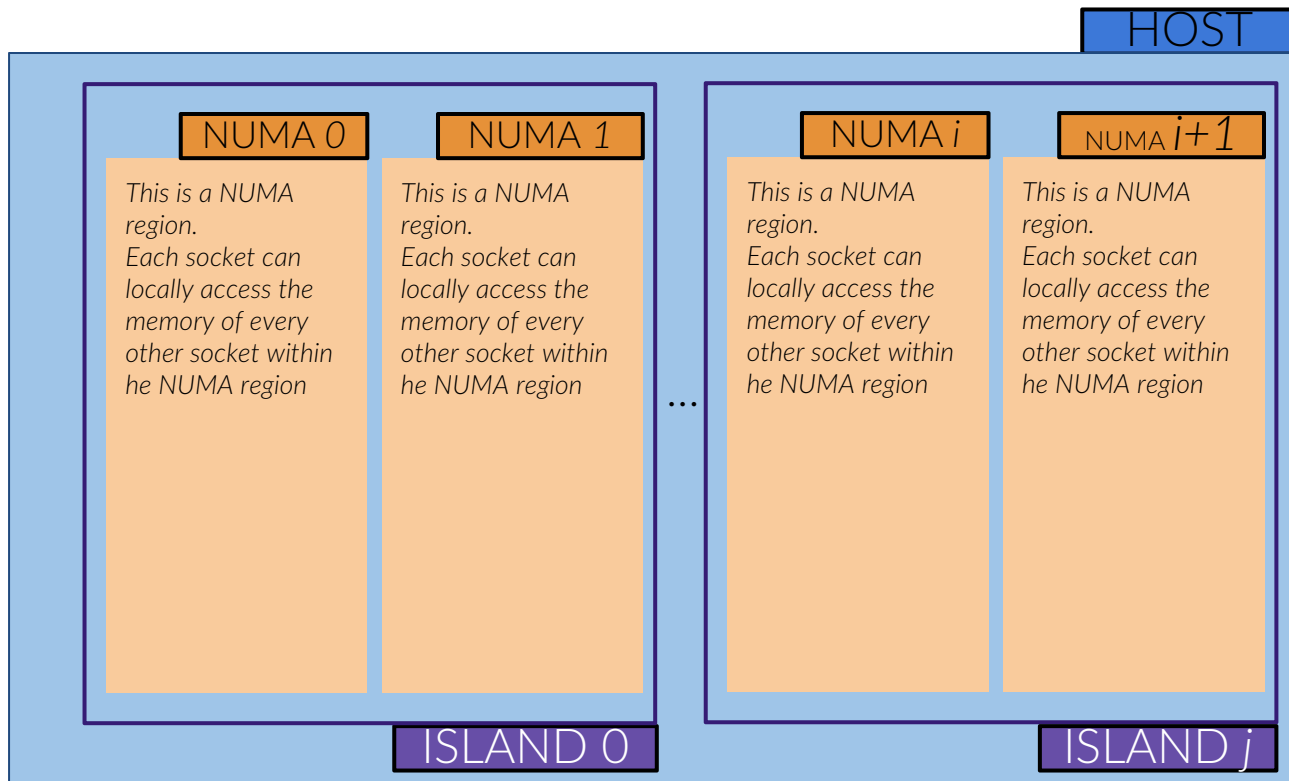 HOST
NUMA 0
This is a NUMA
region.
Each socket can
locally access the
memory of every
other socket within
he NUMA region
NUMA 1
This is a NUMA
region.
Each socket can
locally access the
memory of every
other socket within
he NUMA region
...
NUMA i
This is a NUMA
region.
Each socket can
locally access the
memory of every
other socket within
he NUMA region
NUMA i+1
This is a NUMA
region.
Each socket can
locally access the
memory of every
other socket within
he NUMA region
ISLAND 0
ISLAND j